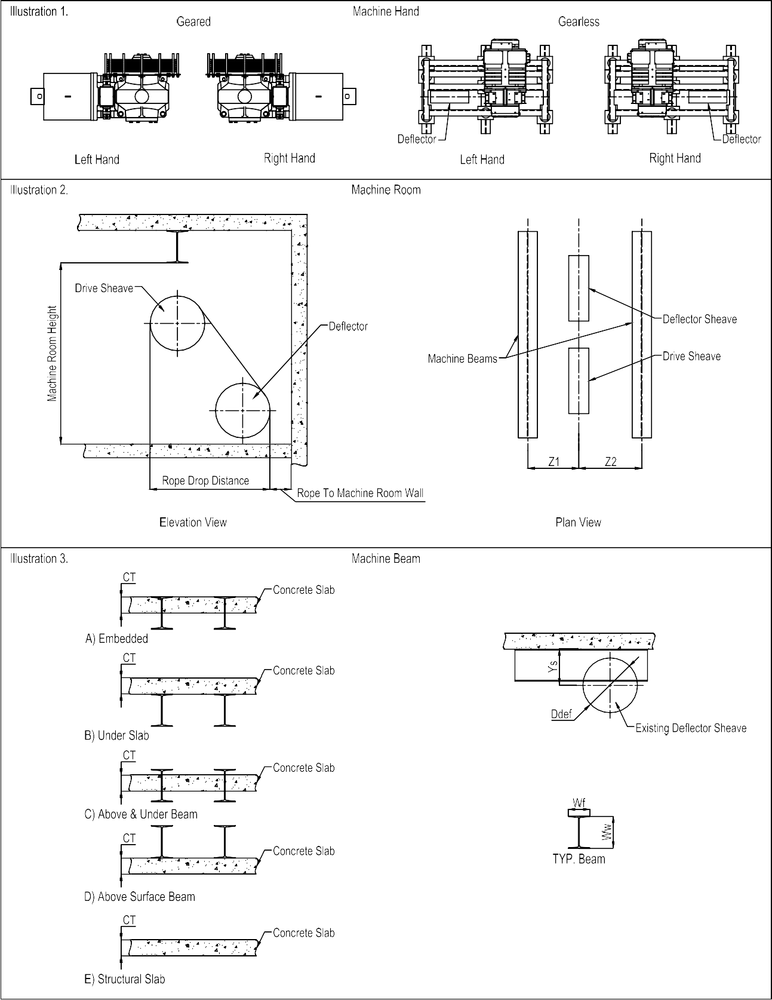 Illustration 1.
Machine Hand
Geared
Gearless
Deflector
Deflector
Left Hand
Right Hand
Left Hand
Right Hand
Illustration 2.
Machine Room
Drive Sheave
Machine Room Height
Deflector
Deflector Sheave
Machine Beams
Drive Sheave
Z1
Z2
Rope Drop Distance
Rope To Machine Room Wall
Elevation View
Plan View
Illustration 3.
Machine Beam
CT
Concrete Slab
A) Embedded
CT
Concrete Slab
B) Under Slab
CT
Concrete Slab
C) Above & Under Beam
CT
Concrete Slab
D) Above Surface Beam
CT
Concrete Slab
E) Structural Slab
Ys
Ddef
Existing Deflector Sheave
Wf
Ww
TYP. Beam